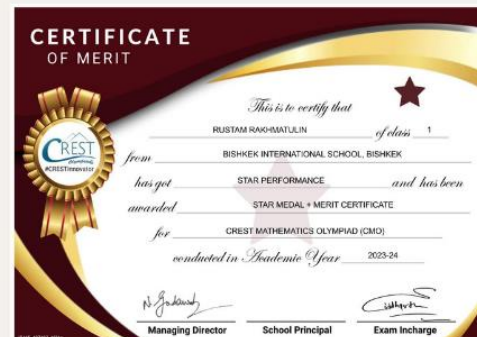 CERTIFICATE
OF MERIT
This is to certify that
RUSTAM RAKHMATULIN of class 1
from BISHKEK INTERNATIONAL SCHOOL, BISHKEK
has got STAR PERFORMANCE and has been
awarded STAR MEDAL + MERIT CERTIFICATE
for CREST MATHEMATICS OLYMPIAD (CMO)
conducted in Academic Year 2023-24
CREST
#CRESTInnovator
Managing Director School Principal Exam Incharge